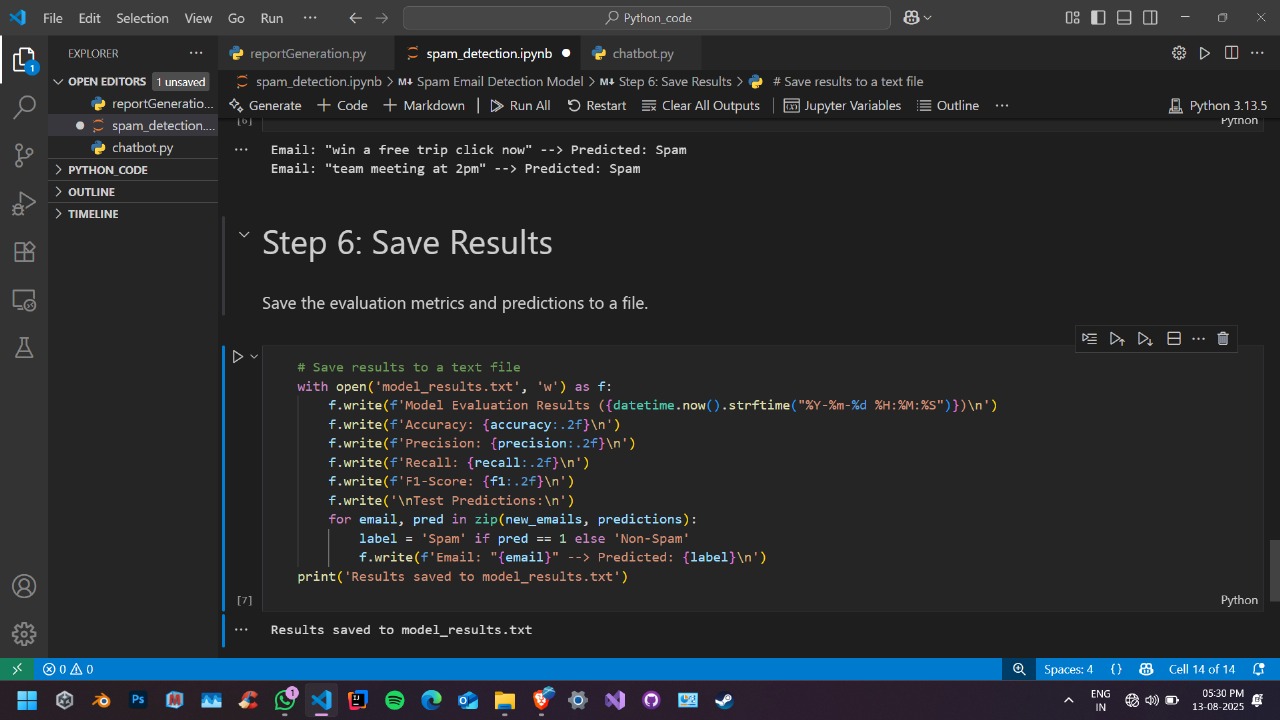 File Edit Selection View Go Run ··· Python_code
EXPLORER ···
reportGeneration.py spam_detection.ipynb chatbot.py
OPEN EDITORS 1 unsaved
reportGeneratio...
spam_detection....
chatbot.py
PYTHON_CODE
OUTLINE
TIMELINE
spam_detection.ipynb > M↓ Spam Email Detection Model > M↓ Step 6: Save Results > # Save results to a text file
Generate + Code + Markdown Run All Restart Clear All Outputs Jupyter Variables Outline ··· Python 3.13.5
[6] Python
Email: "win a free trip click now" --> Predicted: Spam
Email: "team meeting at 2pm" --> Predicted: Spam
Step 6: Save Results
Save the evaluation metrics and predictions to a file.
# Save results to a text file
with open('model_results.txt', 'w') as f:
f.write(f'Model Evaluation Results ({datetime.now().strftime("%Y-%m-%d %H:%M:%S")})\n')
f.write(f'Accuracy: {accuracy:.2f}\n')
f.write(f'Precision: {precision:.2f}\n')
f.write(f'Recall: {recall:.2f}\n')
f.write(f'F1-Score: {f1:.2f}\n')
f.write('\nTest Predictions:\n')
for email, pred in zip(new_emails, predictions):
label = 'Spam' if pred == 1 else 'Non-Spam'
f.write(f'Email: "{email}" --> Predicted: {label}\n')
print('Results saved to model_results.txt')
[7] Python
Results saved to model_results.txt
0 0 Spaces: 4 {} Cell 14 of 14
ENG
IN
05:30 PM
13-08-2025